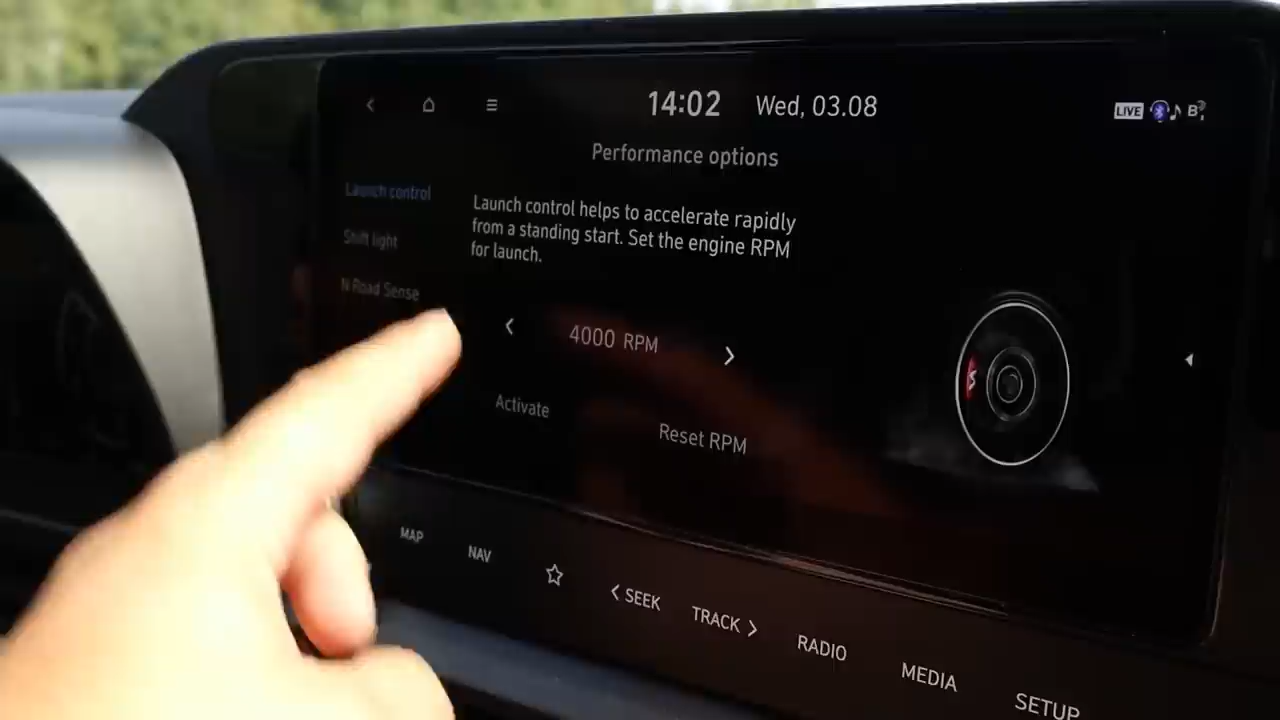 14:02 Wed, 03.08
LIVE
Performance options
Launch control
Shift light
N Road Sense
Launch control helps to accelerate rapidly
from a standing start. Set the engine RPM
for launch.
4000 RPM
Activate
Reset RPM
MAP
NAV
SEEK
TRACK
RADIO
MEDIA
SETUP